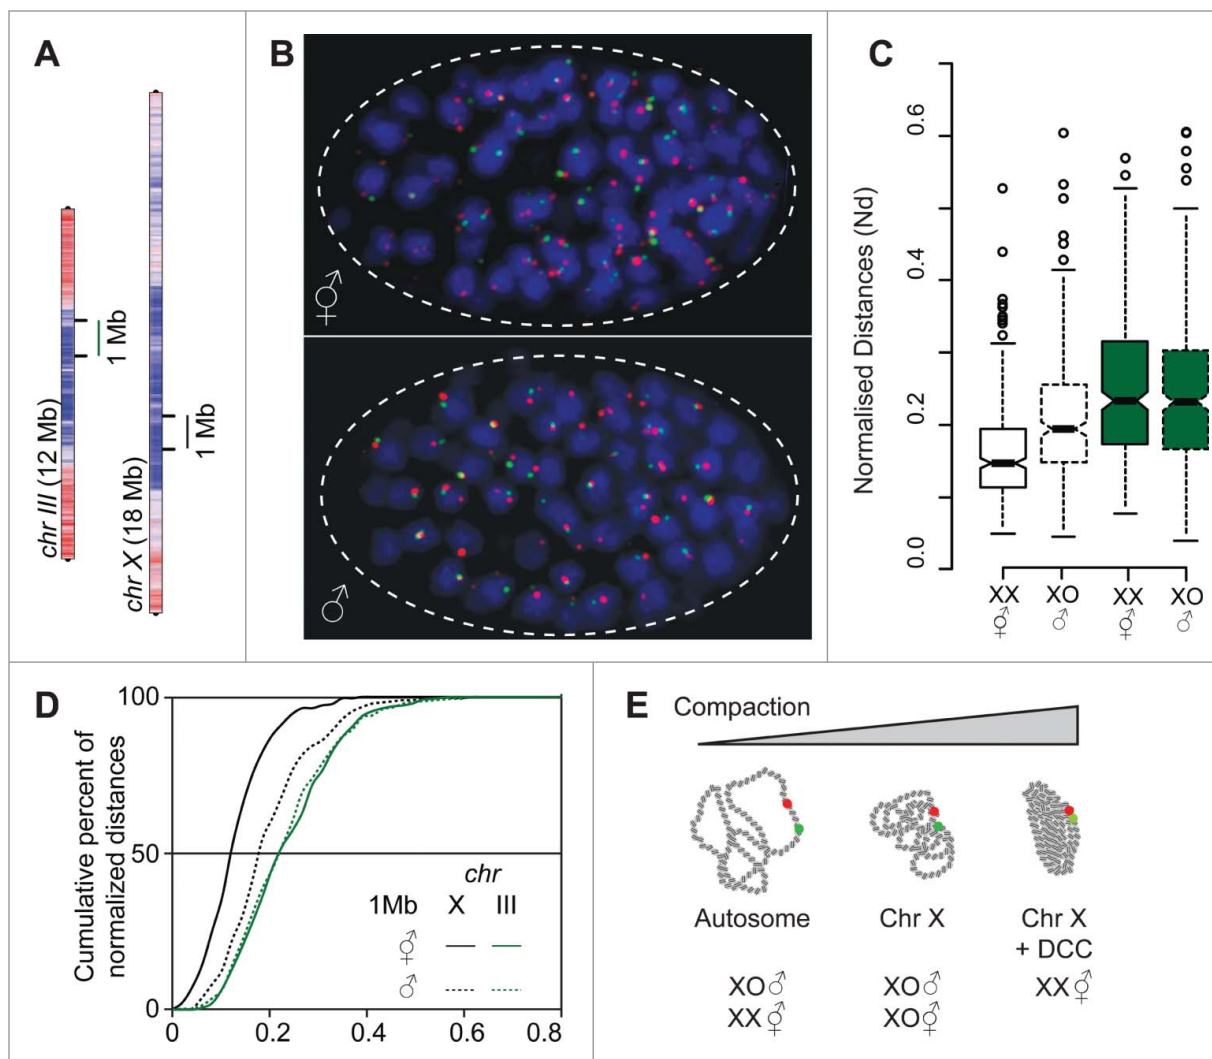 A
chr III (12 Mb)
1 Mb
chr X (18 Mb)
1 Mb
B
⚥
♂
C
Normalised Distances (Nd)
0.6
0.4
0.2
0.0
XX XO XX XO
⚥ ♂ ⚥ ♂
D
Cumulative percent of
normalized distances
100
50
0
chr
1Mb X III
⚥
♂
0 0.2 0.4 0.6 0.8
E
Compaction
Autosome Chr X Chr X
+ DCC
XO♂ XO♂ XX⚥
XX⚥ XO⚥